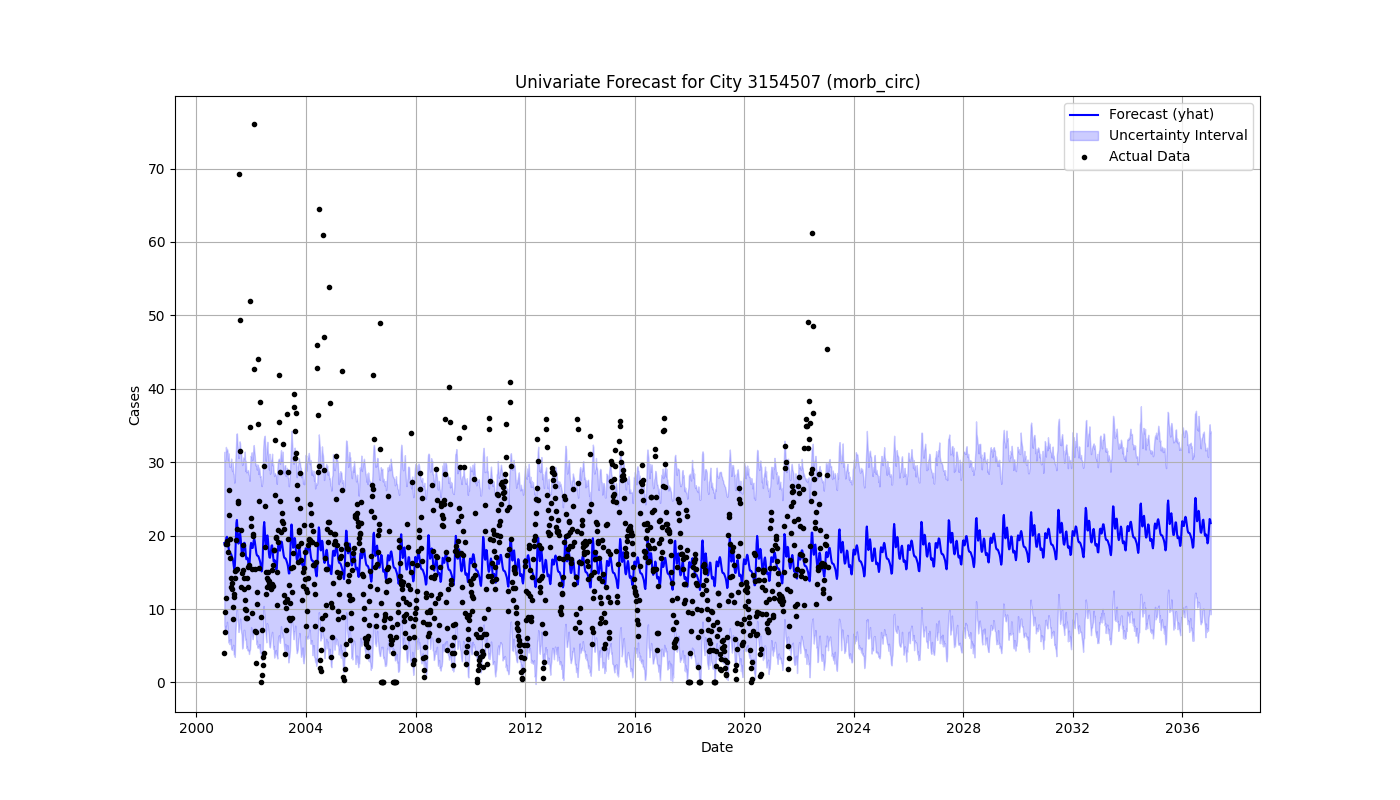 Univariate Forecast for City 3154507 (morb_circ)
Forecast (yhat)
Uncertainty Interval
Actual Data
70
60
50
40
30
20
10
0
Cases
2000 2004 2008 2012 2016 2020 2024 2028 2032 2036
Date